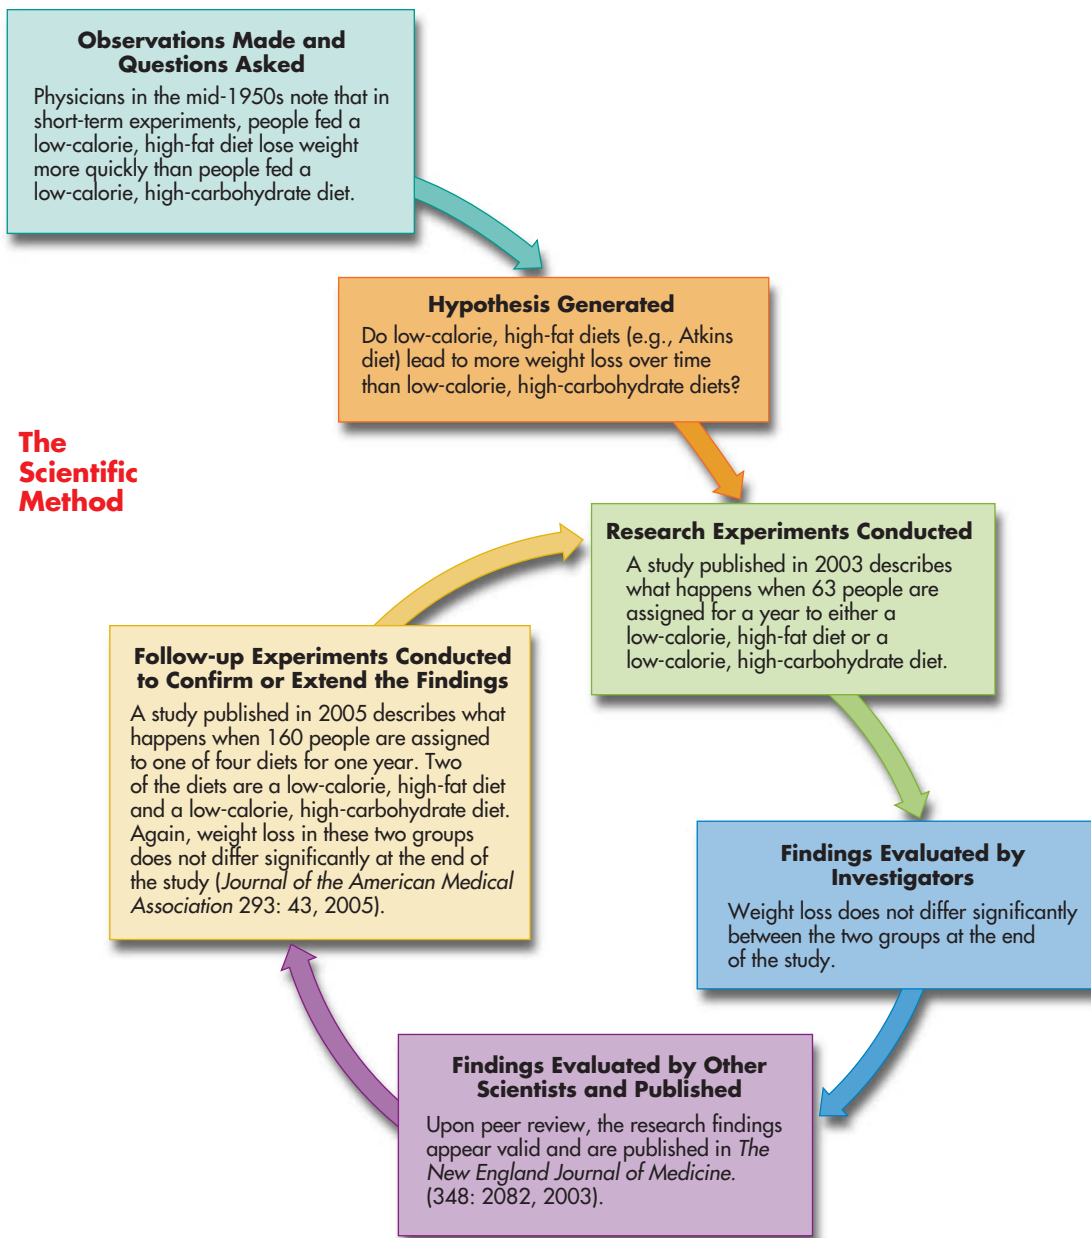 Observations Made and
Questions Asked
Physicians in the mid-1950s note that in
short-term experiments, people fed a
low-calorie, high-fat diet lose weight
more quickly than people fed a
low-calorie, high-carbohydrate diet.
Hypothesis Generated
Do low-calorie, high-fat diets (e.g., Atkins
diet) lead to more weight loss over time
than low-calorie, high-carbohydrate diets?
The
Scientific
Method
Research Experiments Conducted
A study published in 2003 describes
what happens when 63 people are
assigned for a year to either a
low-calorie, high-fat diet or a
low-calorie, high-carbohydrate diet.
Findings Evaluated by
Investigators
Weight loss does not differ significantly
between the two groups at the end
of the study.
Findings Evaluated by Other
Scientists and Published
Upon peer review, the research findings
appear valid and are published in The
New England Journal of Medicine.
(348: 2082, 2003).
Follow-up Experiments Conducted
to Confirm or Extend the Findings
A study published in 2005 describes what
happens when 160 people are assigned
to one of four diets for one year. Two
of the diets are a low-calorie, high-fat diet
and a low-calorie, high-carbohydrate diet.
Again, weight loss in these two groups
does not differ significantly at the end of
the study (Journal of the American Medical
Association 293: 43, 2005).